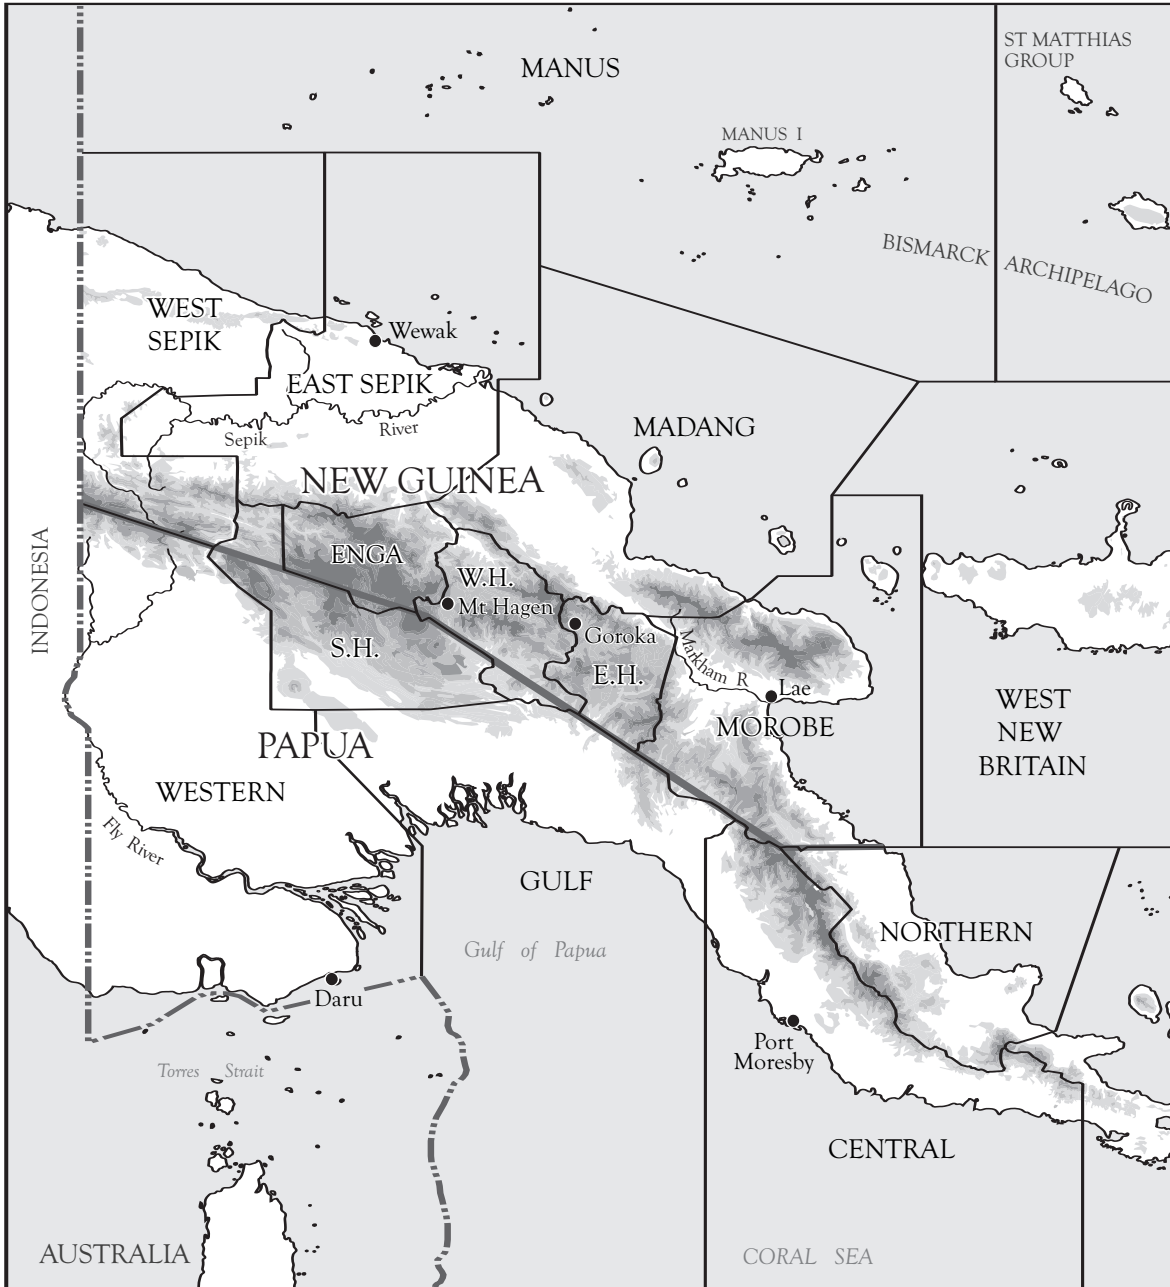 ST MATTHIAS
GROUP
MANUS
MANUS I
BISMARCK ARCHIPELAGO
WEST
SEPIK
Wewak
EAST SEPIK
Sepik River
MADANG
NEW GUINEA
INDONESIA
ENGA
W.H.
Mt Hagen
Goroka
S.H.
E.H.
Markham R
Lae
MOROBE
WEST
NEW
BRITAIN
PAPUA
WESTERN
Fly River
GULF
NORTHERN
Gulf of Papua
Daru
Port
Moresby
Torres Strait
CENTRAL
AUSTRALIA
CORAL SEA